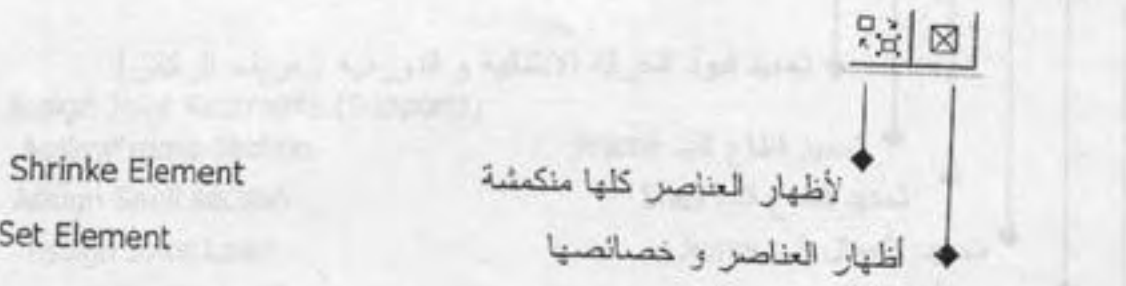 Shrinke Element لأظهار العناصر كلها منكمشة
Set Element أظهار العناصر و خصائصها